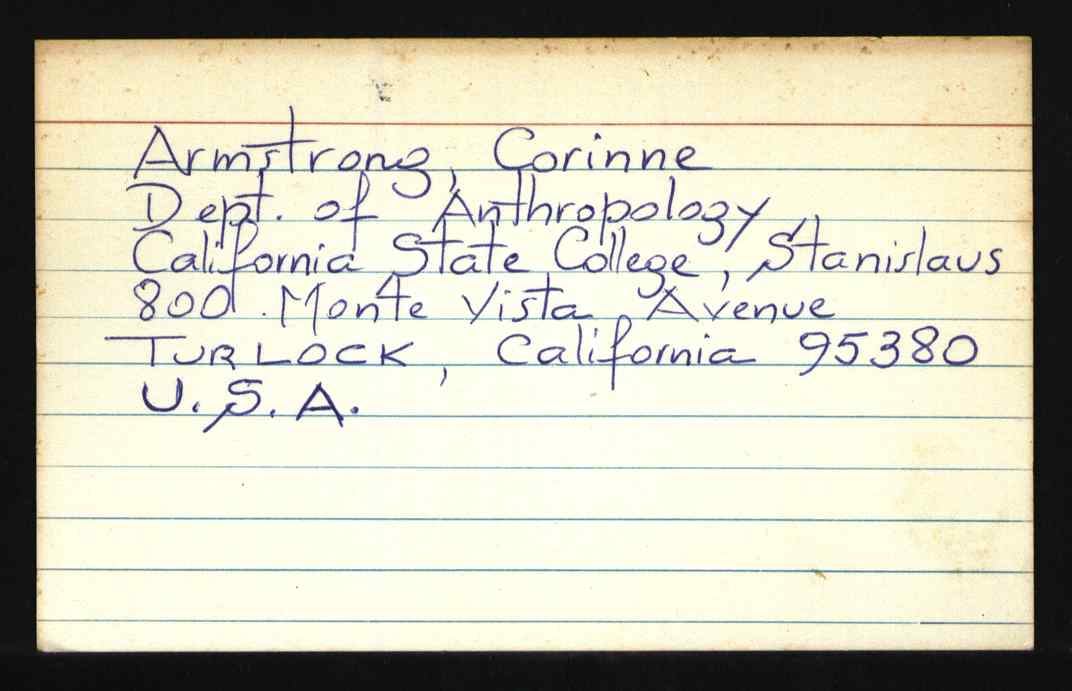 Armstrong, Corinne
Dept. of Anthropology
California State College, Stanislaus
800 Monte Vista Avenue
TURLOCK, California 95380
U.S.A.